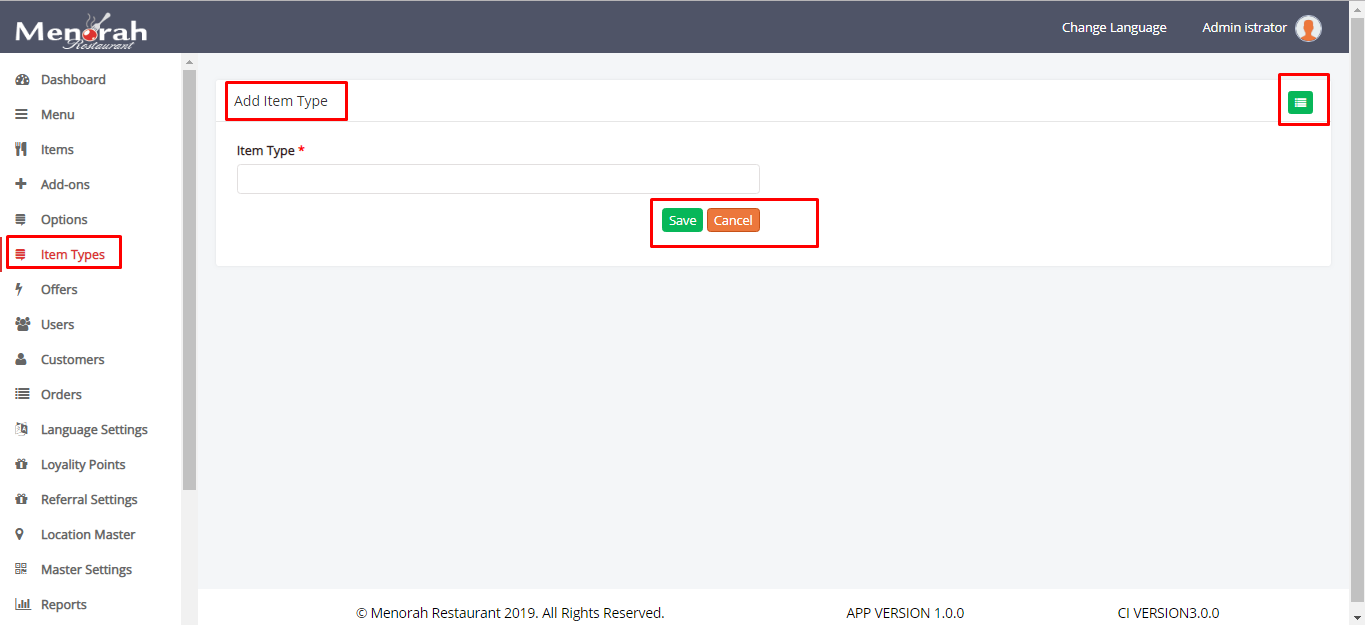 Menorah
Restaurant
Change Language
Admin istrator
Dashboard
Menu
Items
Add-ons
Options
Item Types
Offers
Users
Customers
Orders
Language Settings
Loyality Points
Referral Settings
Location Master
Master Settings
Reports
Add Item Type
Item Type *
Save
Cancel
© Menorah Restaurant 2019. All Rights Reserved.
APP VERSION 1.0.0
CI VERSION3.0.0